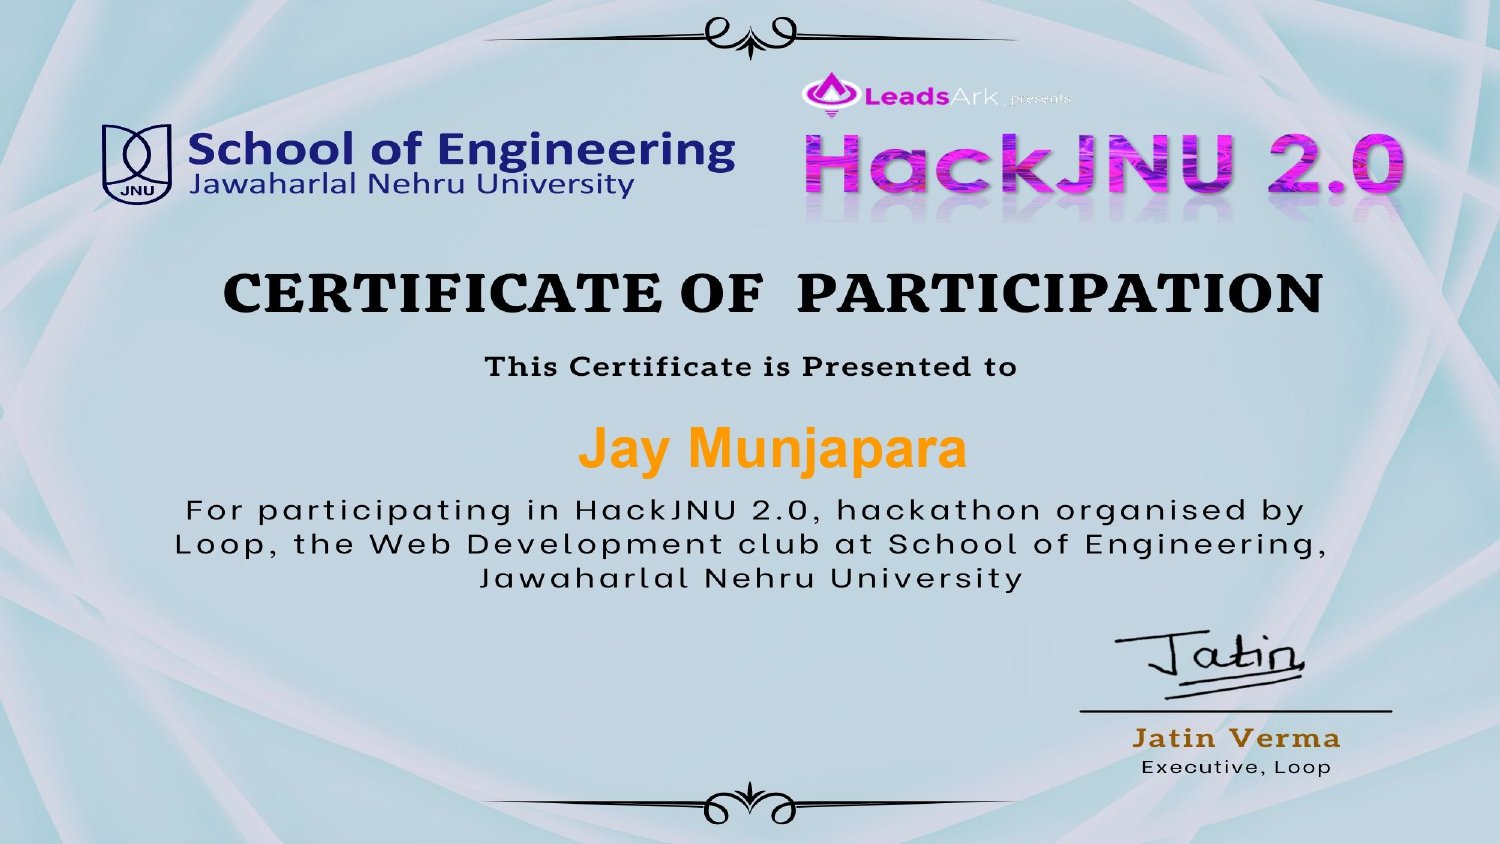 JNU
School of Engineering
Jawaharlal Nehru University
LeadsArk presents
HackJNU 2.0
CERTIFICATE OF PARTICIPATION
This Certificate is Presented to
Jay Munjapara
For participating in HackJNU 2.0, hackathon organised by
Loop, the Web Development club at School of Engineering,
Jawaharlal Nehru University
Jatin
Jatin Verma
Executive, Loop